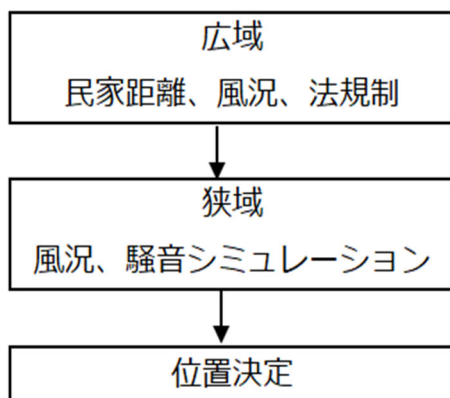 広域
民家距離、風況、法規制
狭域
風況、騒音シミュレーション
位置決定